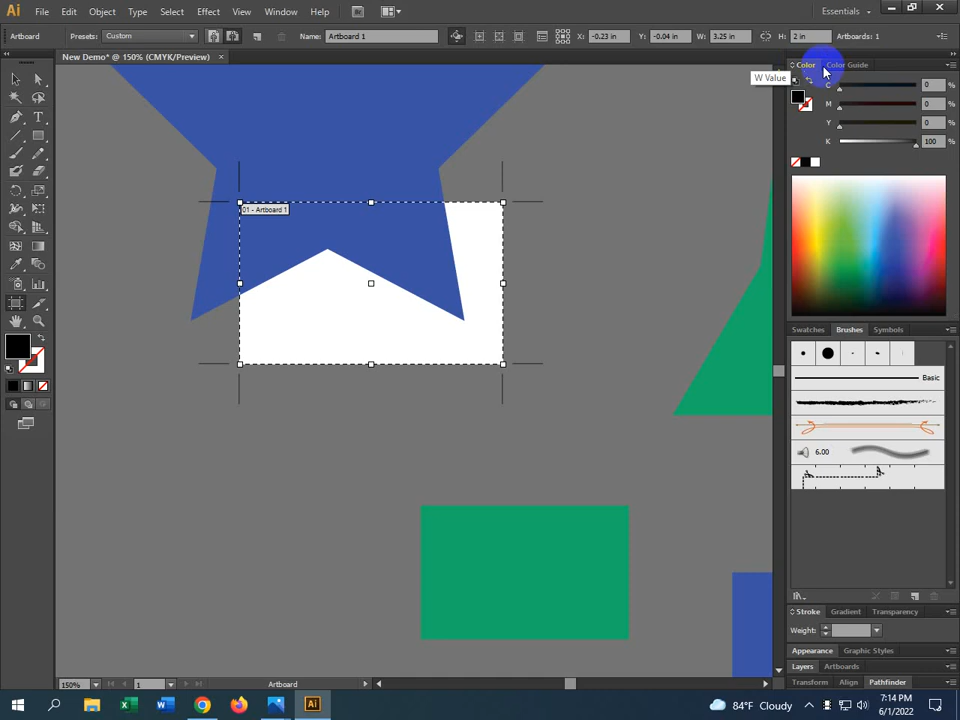 Ai File Edit Object Type Select Effect View Window Help Br Essentials
Artboard Presets: Custom Name: Artboard 1 X: -0.23 in Y: -0.04 in W: 3.25 in H: 2 in Artboards: 1
New Demo* @ 150% (CMYK/Preview) ×
Color Color Guide
W Value
C 0 %
M 0 %
Y 0 %
K 100 %
01 - Artboard 1
Swatches Brushes Symbols
Basic
6.00
Stroke Gradient Transparency
Weight:
Appearance Graphic Styles
Layers Artboards
Transform Align Pathfinder
150% 1 Artboard
Ai 84°F Cloudy 7:14 PM
6/1/2022